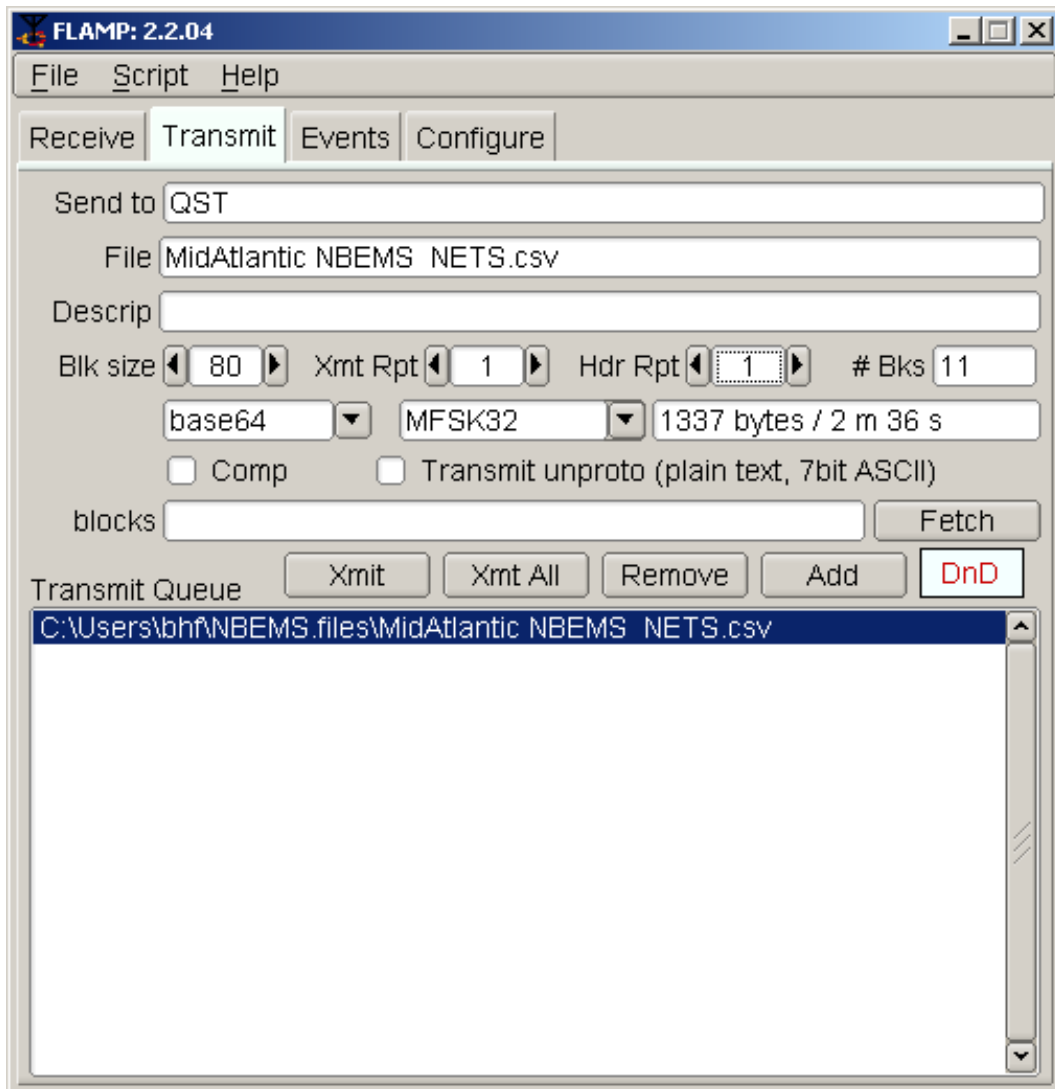 FLAMP: 2.2.04
File Script Help
Receive Transmit Events Configure
Send to QST
File MidAtlantic NBEMS  NETS.csv
Descrip
Blk size 80 Xmt Rpt 1 Hdr Rpt 1 # Bks 11
base64 MFSK32 1337 bytes / 2 m 36 s
Comp Transmit unproto (plain text, 7bit ASCII)
blocks Fetch
Transmit Queue Xmit Xmt All Remove Add DnD
C:\Users\bhf\NBEMS.files\MidAtlantic NBEMS  NETS.csv